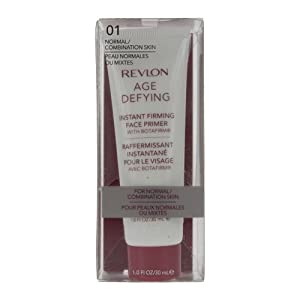 01
NORMAL/
COMBINATION SKIN
PEAU NORMALES
OU MIXTES
REVLON
AGE
DEFYING
INSTANT FIRMING
FACE PRIMER
WITH BOTAFIRM®
RAFFERMISSANT
INSTANTANÉ
POUR LE VISAGE
AVEC BOTAFIRM®
FOR NORMAL/
COMBINATION SKIN
POUR PEAUX NORMALES
OU MIXTES
1.0 FL OZ/30 mL ℮